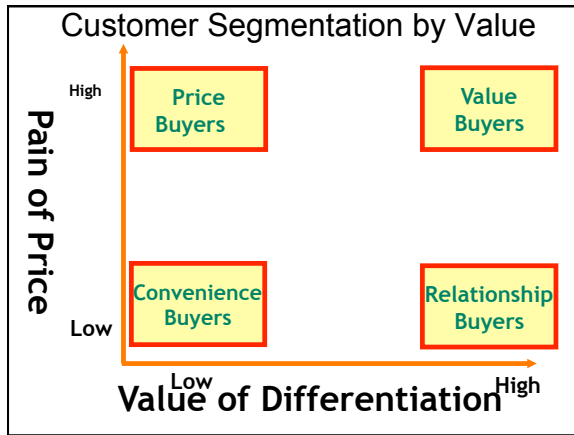 Customer Segmentation by Value
High
Price
Buyers
Value
Buyers
Pain of Price
Convenience
Buyers
Relationship
Buyers
Low
Low
High
Value of Differentiation